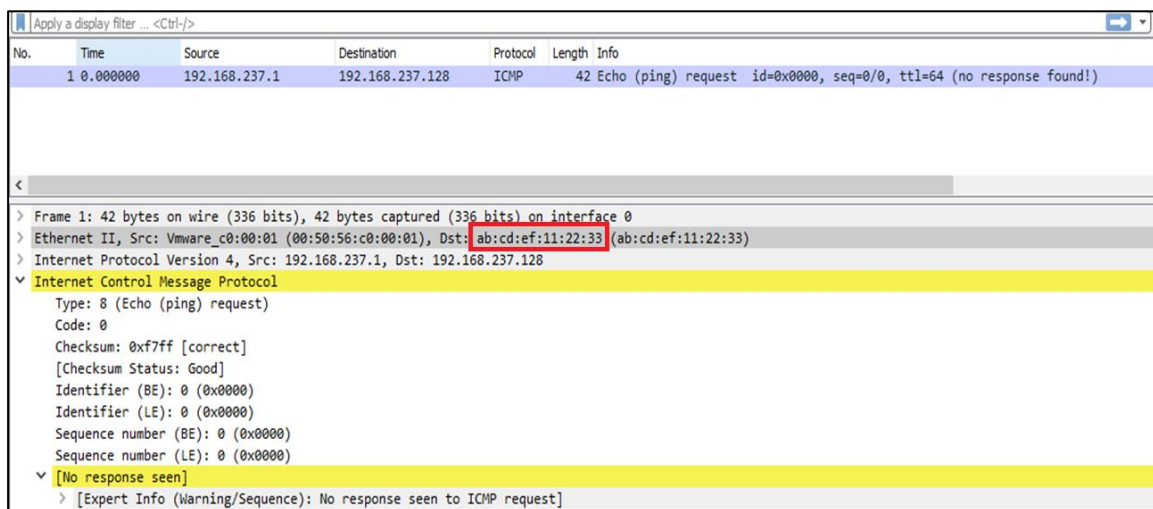 Apply a display filter ... <Ctrl-/>
No. Time Source Destination Protocol Length Info
1 0.000000 192.168.237.1 192.168.237.128 ICMP 42 Echo (ping) request id=0x0000, seq=0/0, ttl=64 (no response found!)
> Frame 1: 42 bytes on wire (336 bits), 42 bytes captured (336 bits) on interface 0
> Ethernet II, Src: Vmware_c0:00:01 (00:50:56:c0:00:01), Dst: ab:cd:ef:11:22:33 (ab:cd:ef:11:22:33)
> Internet Protocol Version 4, Src: 192.168.237.1, Dst: 192.168.237.128
Internet Control Message Protocol
Type: 8 (Echo (ping) request)
Code: 0
Checksum: 0xf7ff [correct]
[Checksum Status: Good]
Identifier (BE): 0 (0x0000)
Identifier (LE): 0 (0x0000)
Sequence number (BE): 0 (0x0000)
Sequence number (LE): 0 (0x0000)
[No response seen]
> [Expert Info (Warning/Sequence): No response seen to ICMP request]